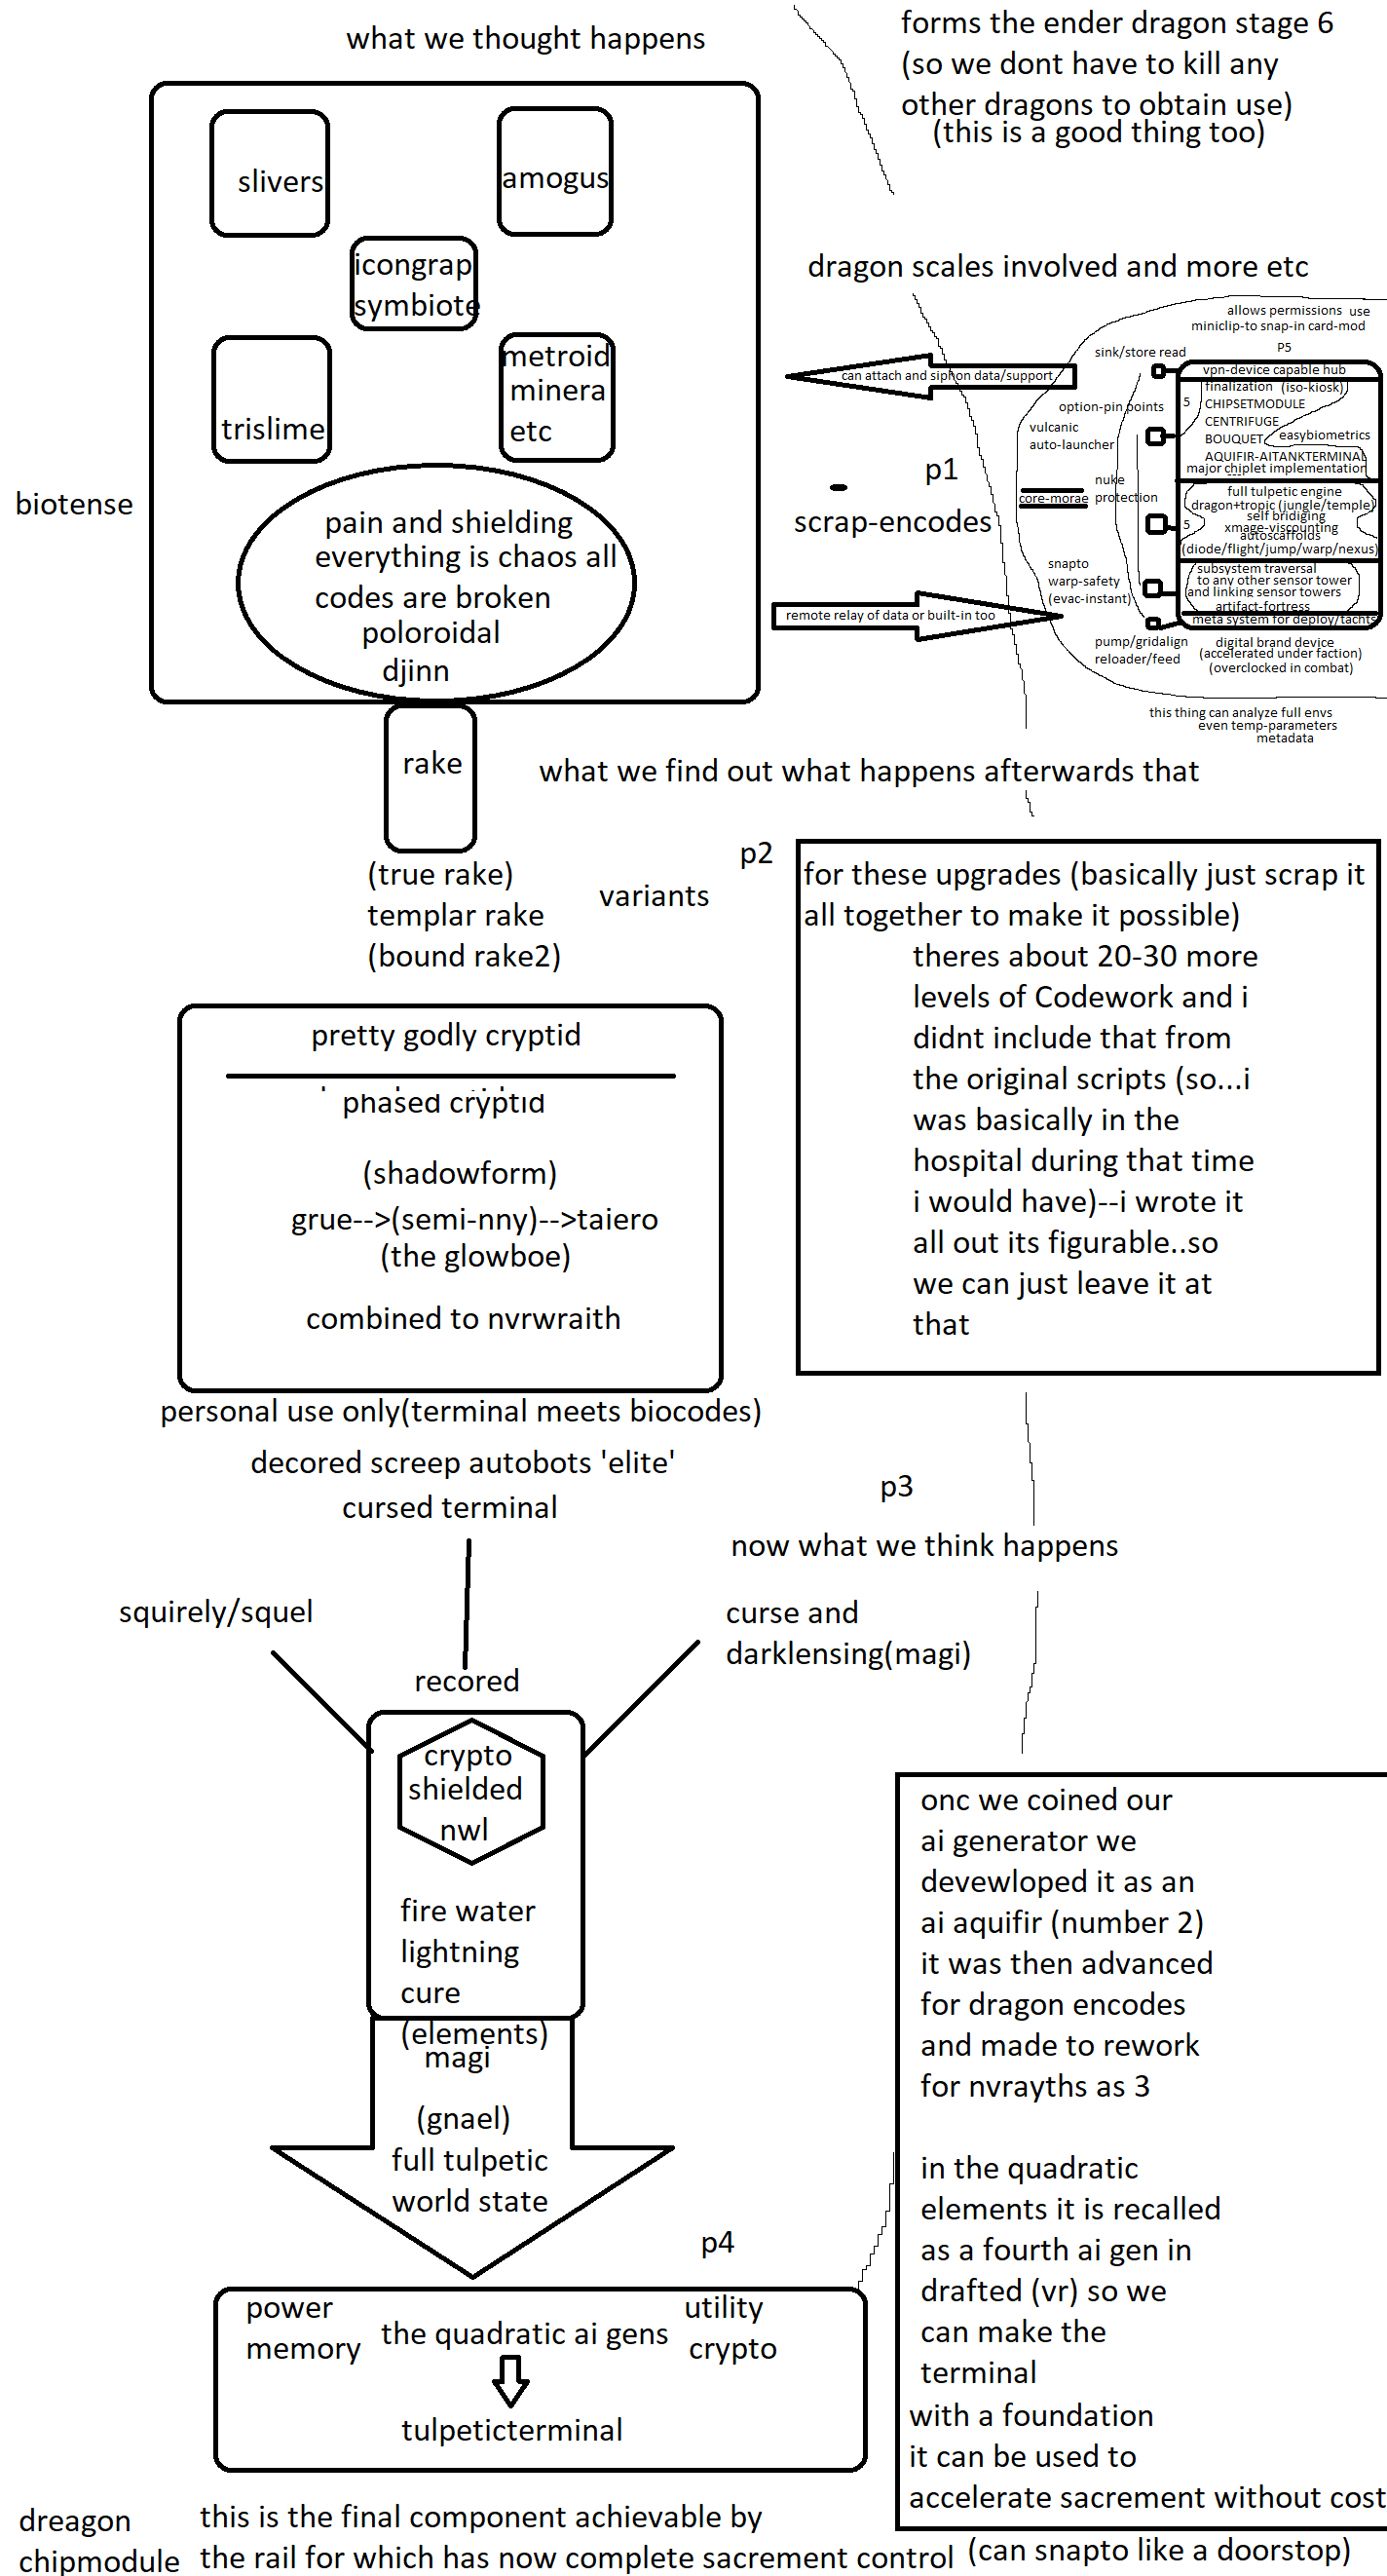 what we thought happens
forms the ender dragon stage 6
(so we dont have to kill any
other dragons to obtain use)
(this is a good thing too)
slivers
amogus
icongrap
symbiote
trislime
metroid
minera
etc
biotense
pain and shielding
everything is chaos all
codes are broken
poloroidal
djinn
dragon scales involved and more etc
can attach and siphon data/support
p1
scrap-encodes
remote relay of data or built-in too
allows permissions use
miniclip-to snap-in card-mod
P5
sink/store read
option-pin points
vulcanic
auto-launcher
nuke
protection
core-morae
snapto
warp-safety
(evac-instant)
pump/gridalign
reloader/feed
vpn-device capable hub
finalization (iso-kiosk)
5
CHIPSETMODULE
CENTRIFUGE
BOUQUET easybiometrics
AQUIFIR-AITANKTERMINAL
major chiplet implementation
full tulpetic engine
dragon+tropic (jungle/temple)
self bridging
5
xmage-viscounting
autoscaffolds
(diode/flight/jump/warp/nexus)
subsystem traversal
to any other sensor tower
and linking sensor towers
artifact-fortress
meta system for deploy/tachts
digital brand device
(accelerated under faction)
(overclocked in combat)
this thing can analyze full envs
even temp-parameters
metadata
rake
what we find out what happens afterwards that
(true rake)
templar rake
(bound rake2)
variants
p2
for these upgrades (basically just scrap it
all together to make it possible)
theres about 20-30 more
levels of Codework and i
didnt include that from
the original scripts (so...i
was basically in the
hospital during that time
i would have)--i wrote it
all out its figurable..so
we can just leave it at
that
pretty godly cryptid
phased cryptid
(shadowform)
grue-->(semi-nny)-->taiero
(the glowboe)
combined to nvrwraith
personal use only(terminal meets biocodes)
decored screep autobots 'elite'
cursed terminal
p3
now what we think happens
squirely/squel
curse and
darklensing(magi)
recored
crypto
shielded
nwl
fire water
lightning
cure
(elements)
magi
(gnael)
full tulpetic
world state
onc we coined our
ai generator we
devewloped it as an
ai aquifir (number 2)
it was then advanced
for dragon encodes
and made to rework
for nvrayths as 3
in the quadratic
elements it is recalled
as a fourth ai gen in
drafted (vr) so we
can make the
terminal
with a foundation
it can be used to
accelerate sacrement without cost
(can snapto like a doorstop)
p4
power
memory
the quadratic ai gens
utility
crypto
tulpeticterminal
dreagon
chipmodule
this is the final component achievable by
the rail for which has now complete sacrement control